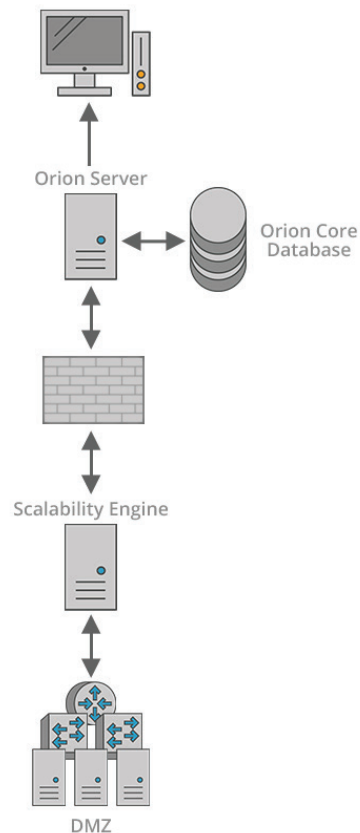 Orion Server
Orion Core
Database
Scalability Engine
DMZ